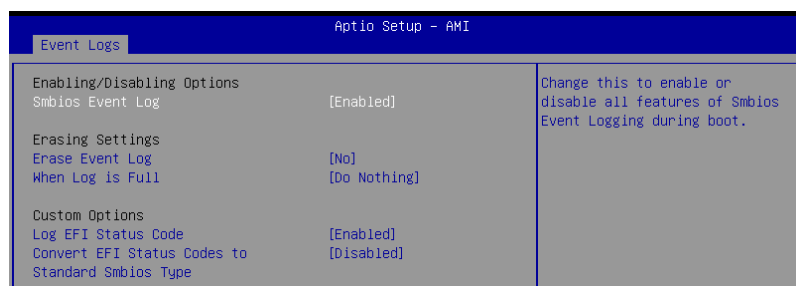 Aptio Setup – AMI
Event Logs
Enabling/Disabling Options
Smbios Event Log [Enabled]
Erasing Settings
Erase Event Log [No]
When Log is Full [Do Nothing]
Custom Options
Log EFI Status Code [Enabled]
Convert EFI Status Codes to [Disabled]
Standard Smbios Type
Change this to enable or
disable all features of Smbios
Event Logging during boot.